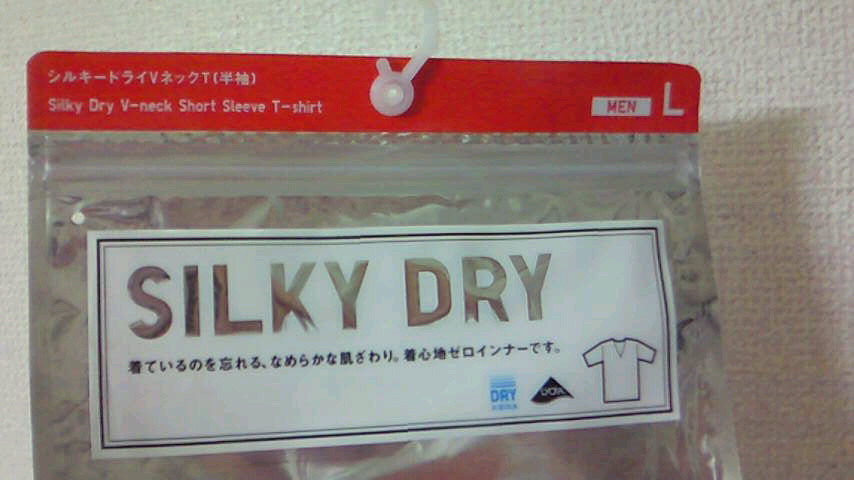 シルキードライVネックT(半袖)
Silky Dry V-neck Short Sleeve T-shirt
MEN L
SILKY DRY
着ているのを忘れる、なめらかな肌ざわり。着心地ゼロインナーです。
DRY